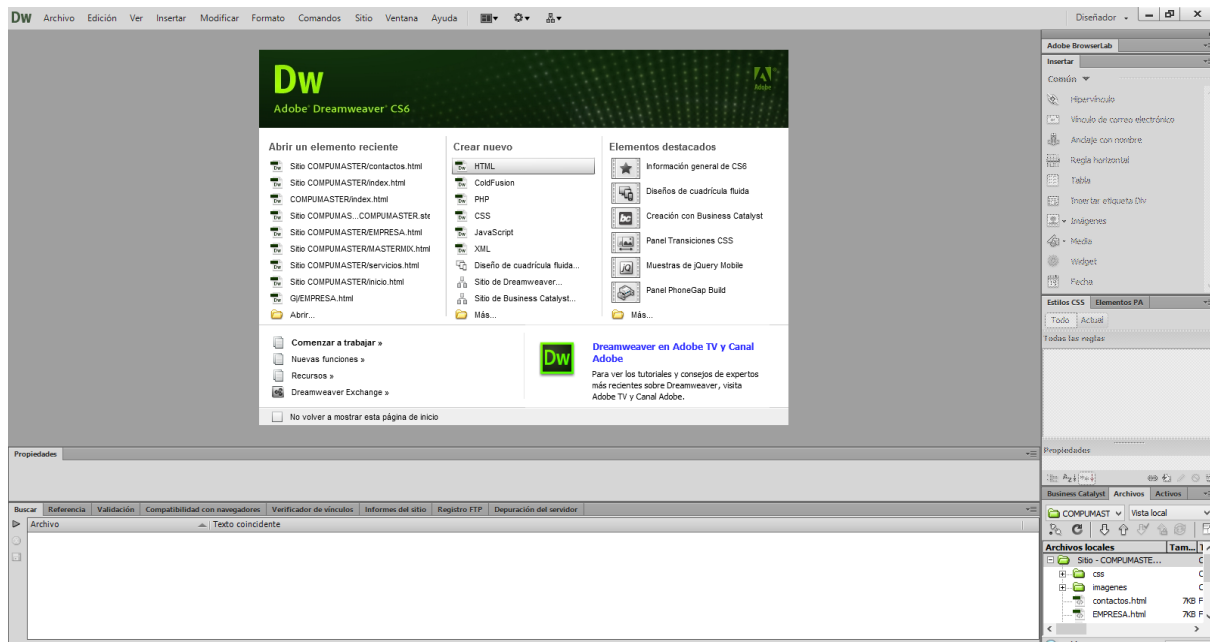 DW Archivo Edición Ver Insertar Modificar Formato Comandos Sitio Ventana Ayuda Diseñador
Dw
Adobe® Dreamweaver® CS6
Adobe
Abrir un elemento reciente
Sitio COMPUMASTER/contactos.html
Sitio COMPUMASTER/index.html
COMPUMASTER/index.html
Sitio COMPUMAS...COMPUMASTER.ste
Sitio COMPUMASTER/EMPRESA.html
Sitio COMPUMASTER/MASTERMIX.html
Sitio COMPUMASTER/servicios.html
Sitio COMPUMASTER/inicio.html
GI/EMPRESA.html
Abrir...
Crear nuevo
HTML
ColdFusion
PHP
CSS
JavaScript
XML
Diseño de cuadrícula fluida...
Sitio de Dreamweaver...
Sitio de Business Catalyst...
Más...
Elementos destacados
Información general de CS6
Diseños de cuadrícula fluida
Creación con Business Catalyst
Panel Transiciones CSS
Muestras de jQuery Mobile
Panel PhoneGap Build
Más...
Comenzar a trabajar »
Nuevas funciones »
Recursos »
Dreamweaver Exchange »
Dw
Dreamweaver en Adobe TV y Canal
Adobe
Para ver los tutoriales y consejos de expertos
más recientes sobre Dreamweaver, visita
Adobe TV y Canal Adobe.
No volver a mostrar esta página de inicio
Propiedades
Buscar Referencia Validación Compatibilidad con navegadores Verificador de vínculos Informes del sitio Registro FTP Depuración del servidor
Archivo Texto coincidente
Adobe BrowserLab
Insertar
Común
Hipervínculo
Vínculo de correo electrónico
Anclaje con nombre
Regla horizontal
Tabla
Insertar etiqueta Div
Imágenes
Media
Widget
Fecha
Estilos CSS Elementos PA
Todo Actual
Todas las reglas
Propiedades
Business Catalyst Archivos Activos
COMPUMAST Vista local
Archivos locales Tam... T
Sitio - COMPUMASTE... C
css C
imagenes C
contactos.html 7KB F
EMPRESA.html 7KB F